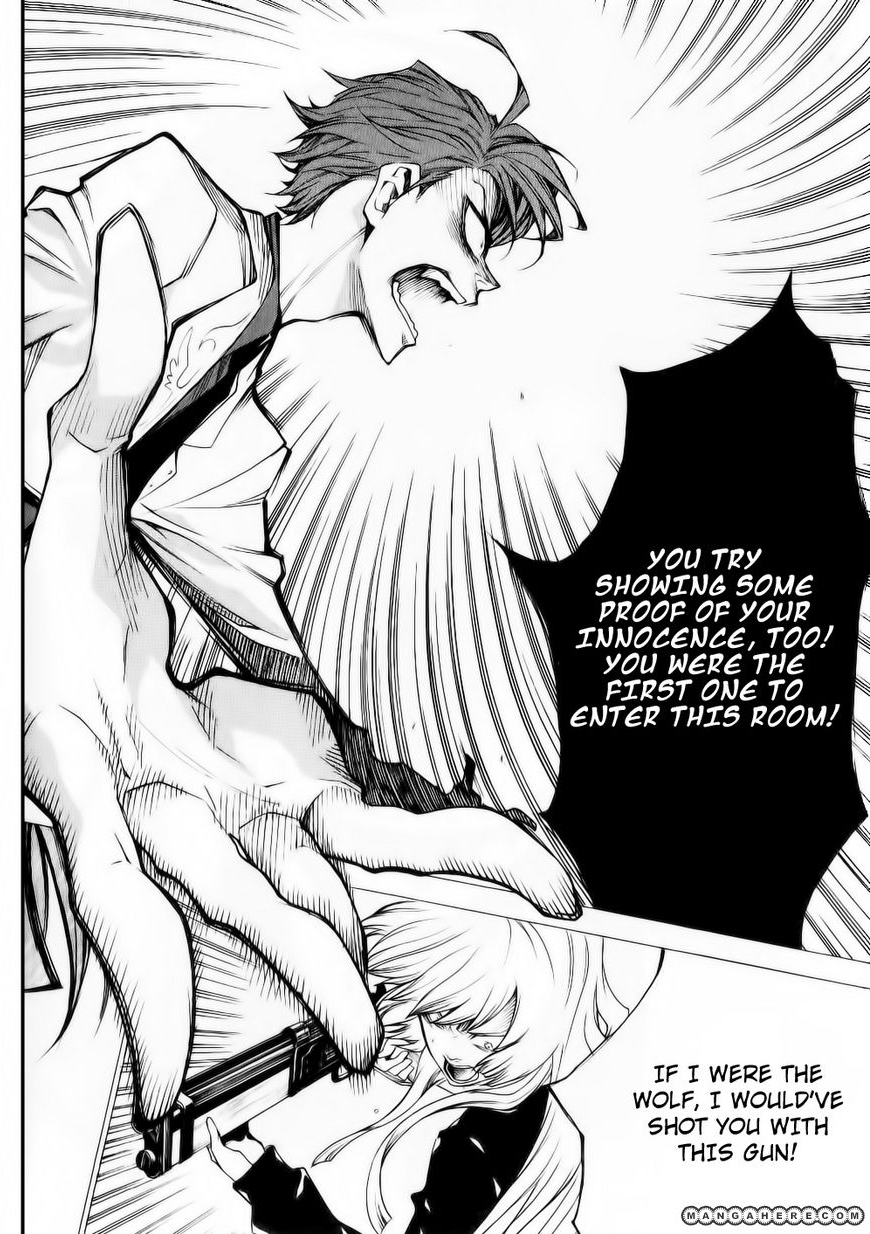 YOU TRY
SHOWING SOME
PROOF OF YOUR
INNOCENCE, TOO!
YOU WERE THE
FIRST ONE TO
ENTER THIS ROOM!
IF I WERE THE
WOLF, I WOULD'VE
SHOT YOU WITH
THIS GUN!
MANGAHERE.COM